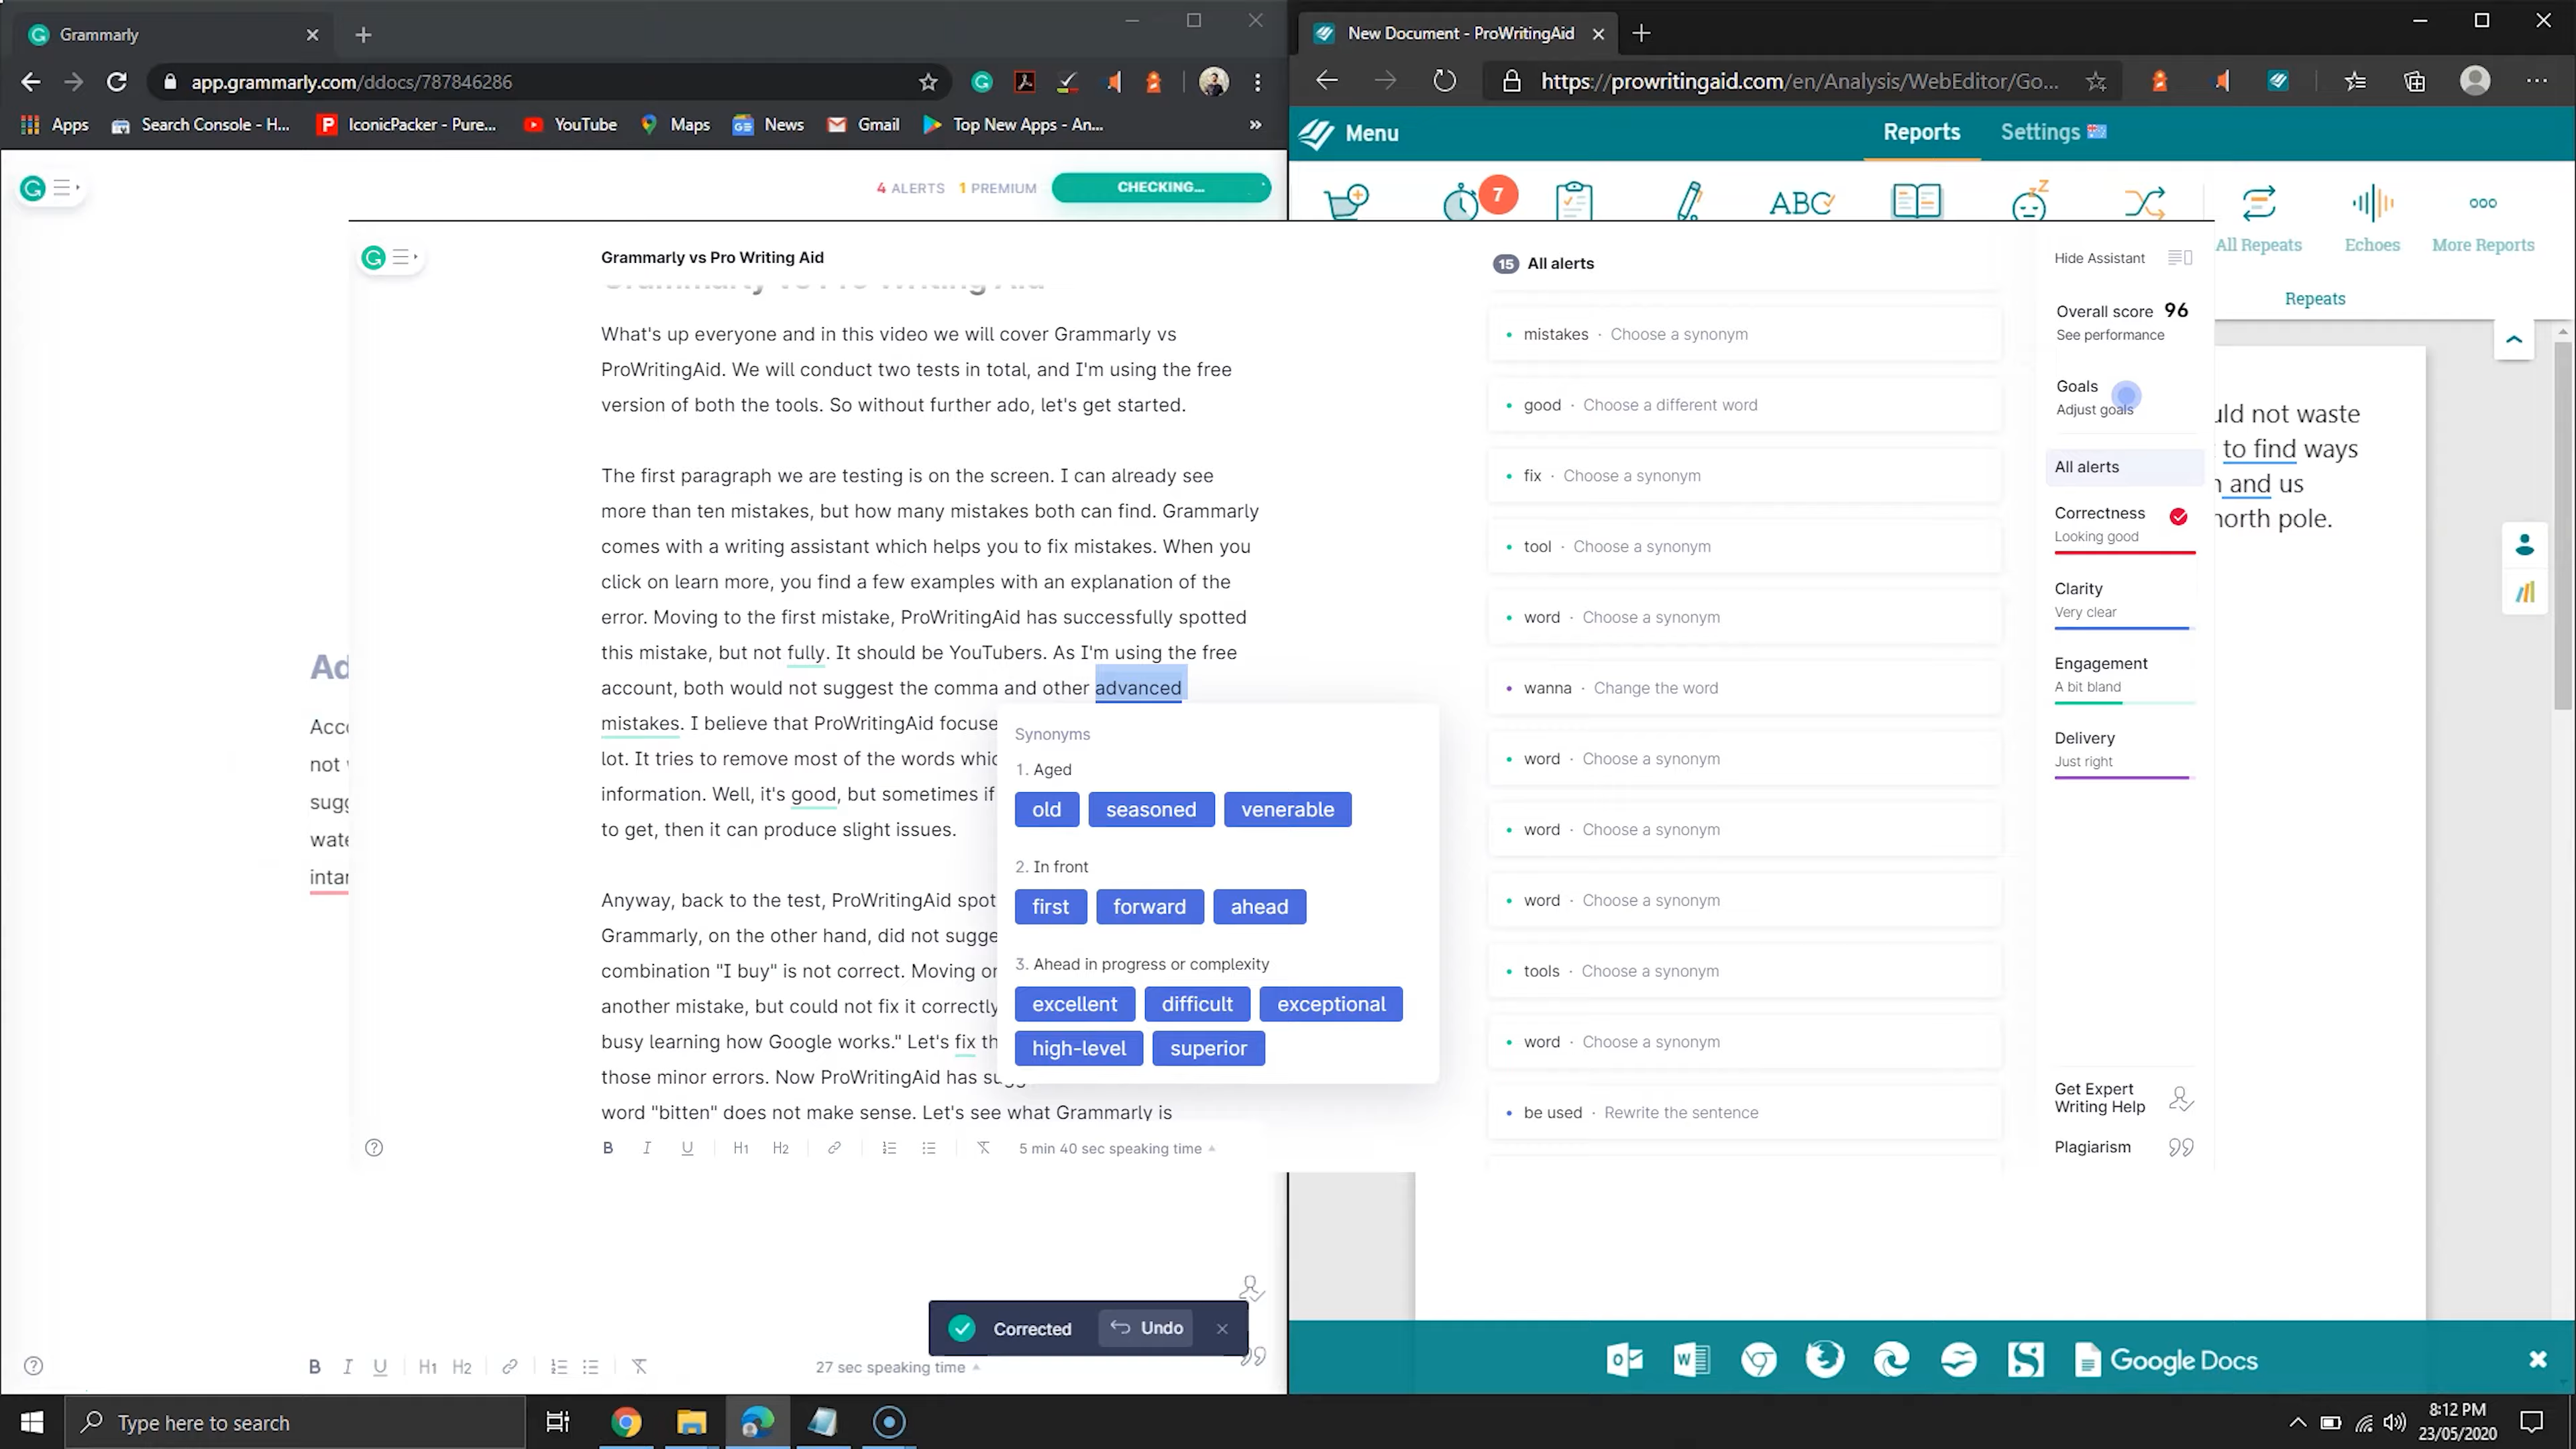 Grammarly
New Document - ProWritingAid
app.grammarly.com/ddocs/787846286
https://prowritingaid.com/en/Analysis/WebEditor/Go...
Apps
Search Console - H...
IconicPacker - Pure...
YouTube
Maps
News
Gmail
Top New Apps - An...
»
Menu
Reports
Settings
4 ALERTS 1 PREMIUM
CHECKING...
7
ABC
All Repeats
Echoes
More Reports
Repeats
Grammarly vs Pro Writing Aid
Grammarly vs Pro Writing Aid
What's up everyone and in this video we will cover Grammarly vs
ProWritingAid. We will conduct two tests in total, and I'm using the free
version of both the tools. So without further ado, let's get started.
The first paragraph we are testing is on the screen. I can already see
more than ten mistakes, but how many mistakes both can find. Grammarly
comes with a writing assistant which helps you to fix mistakes. When you
click on learn more, you find a few examples with an explanation of the
error. Moving to the first mistake, ProWritingAid has successfully spotted
this mistake, but not fully. It should be YouTubers. As I'm using the free
account, both would not suggest the comma and other advanced
mistakes. I believe that ProWritingAid focuse
lot. It tries to remove most of the words whic
information. Well, it's good, but sometimes if
to get, then it can produce slight issues.
Anyway, back to the test, ProWritingAid spot
Grammarly, on the other hand, did not sugge
combination "I buy" is not correct. Moving or
another mistake, but could not fix it correctly
busy learning how Google works." Let's fix th
those minor errors. Now ProWritingAid has sugg
word "bitten" does not make sense. Let's see what Grammarly is
Synonyms
1. Aged
old seasoned venerable
2. In front
first forward ahead
3. Ahead in progress or complexity
excellent difficult exceptional
high-level superior
B I U H1 H2
5 min 40 sec speaking time
15 All alerts
mistakes · Choose a synonym
good · Choose a different word
fix · Choose a synonym
tool · Choose a synonym
word · Choose a synonym
wanna · Change the word
word · Choose a synonym
word · Choose a synonym
word · Choose a synonym
tools · Choose a synonym
word · Choose a synonym
be used · Rewrite the sentence
Hide Assistant
Overall score 96
See performance
Goals
Adjust goals
All alerts
Correctness
Looking good
Clarity
Very clear
Engagement
A bit bland
Delivery
Just right
Get Expert
Writing Help
Plagiarism
uld not waste
to find ways
and us
north pole.
Ad
Acco
not
sugg
wate
intar
Corrected
Undo
B I U H1 H2
27 sec speaking time
Google Docs
Type here to search
8:12 PM
23/05/2020